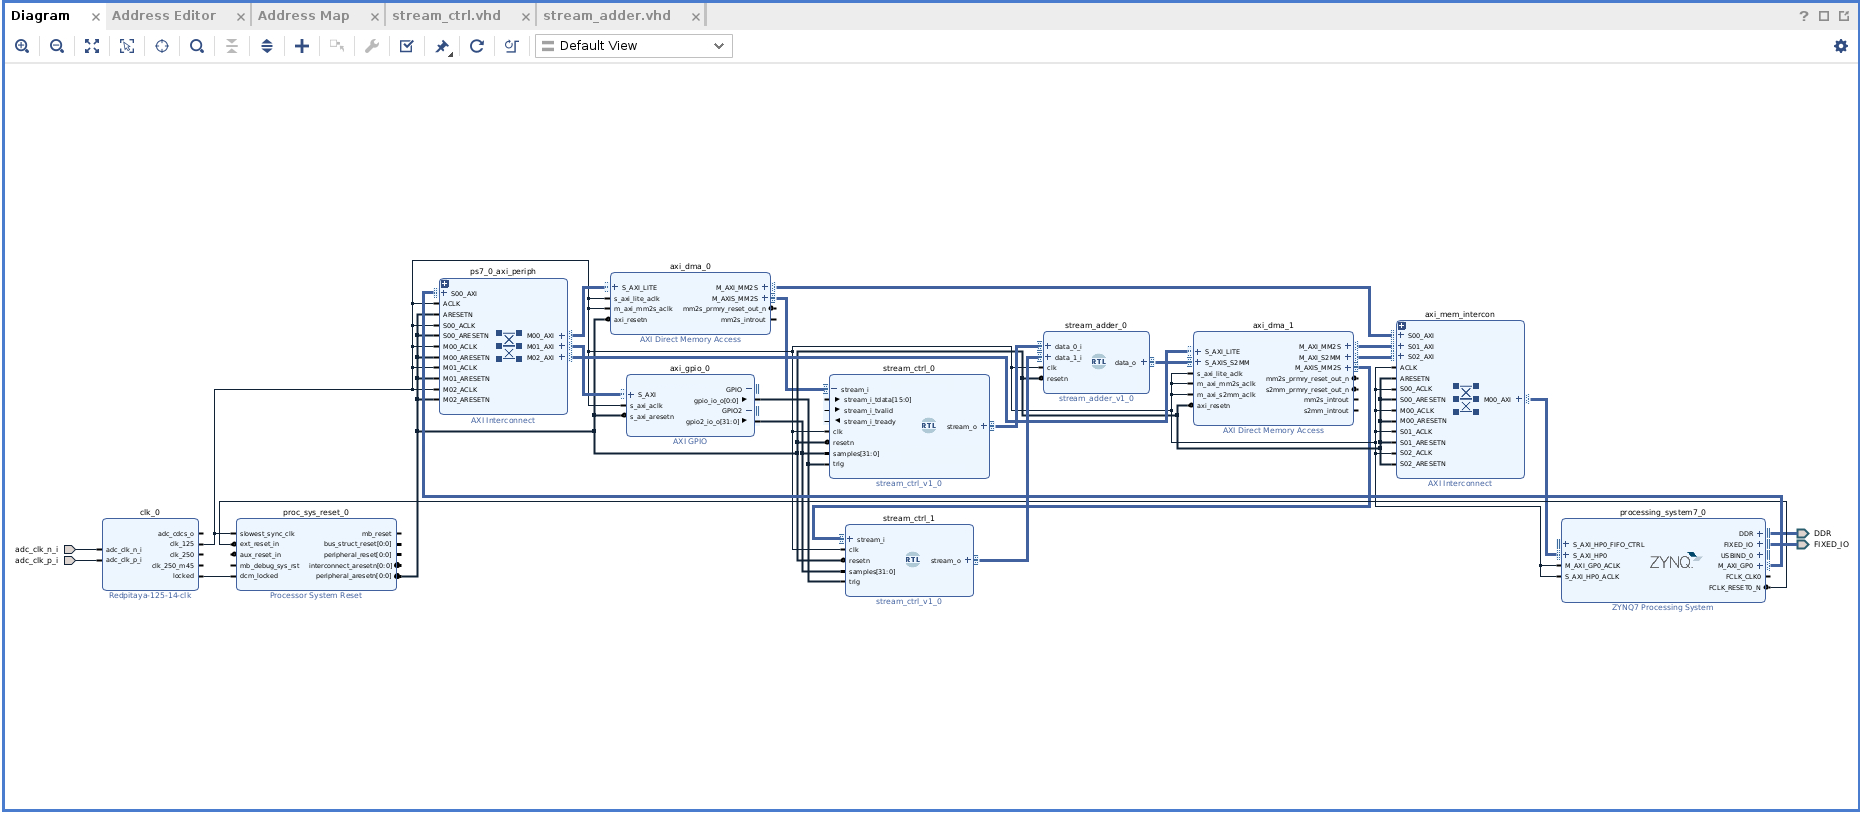 Diagram × Address Editor × Address Map × stream_ctrl.vhd × stream_adder.vhd ×
Default View
ps7_0_axi_periph
S00_AXI
ACLK
ARESETN
S00_ACLK
S00_ARESETN
M00_ACLK
M00_ARESETN
M01_ACLK
M01_ARESETN
M02_ACLK
M02_ARESETN
M00_AXI
M01_AXI
M02_AXI
AXI Interconnect
axi_dma_0
S_AXI_LITE
s_axi_lite_aclk
m_axi_mm2s_aclk
axi_resetn
M_AXI_MM2S
M_AXIS_MM2S
mm2s_prmry_reset_out_n
mm2s_introut
AXI Direct Memory Access
axi_gpio_0
S_AXI
s_axi_aclk
s_axi_aresetn
GPIO
gpio_io_o[0:0]
GPIO2
gpio2_io_o[31:0]
AXI GPIO
stream_ctrl_0
stream_i
stream_i_tdata[15:0]
stream_i_tvalid
stream_i_tready
clk
resetn
samples[31:0]
trig
RTL
stream_o
stream_ctrl_v1_0
stream_adder_0
data_0_i
data_1_i
clk
resetn
RTL
data_o
stream_adder_v1_0
axi_dma_1
S_AXI_LITE
S_AXIS_S2MM
s_axi_lite_aclk
m_axi_mm2s_aclk
m_axi_s2mm_aclk
axi_resetn
M_AXI_MM2S
M_AXI_S2MM
M_AXIS_MM2S
mm2s_prmry_reset_out_n
s2mm_prmry_reset_out_n
mm2s_introut
s2mm_introut
AXI Direct Memory Access
axi_mem_intercon
S00_AXI
S01_AXI
S02_AXI
ACLK
ARESETN
S00_ACLK
S00_ARESETN
M00_ACLK
M00_ARESETN
S01_ACLK
S01_ARESETN
S02_ACLK
S02_ARESETN
M00_AXI
AXI Interconnect
adc_clk_n_i
adc_clk_p_i
clk_0
adc_clk_n_i
adc_clk_p_i
adc_cdcs_o
clk_125
clk_250
clk_250_m45
locked
Redpitaya-125-14-clk
proc_sys_reset_0
slowest_sync_clk
ext_reset_in
aux_reset_in
mb_debug_sys_rst
dcm_locked
mb_reset
bus_struct_reset[0:0]
peripheral_reset[0:0]
interconnect_aresetn[0:0]
peripheral_aresetn[0:0]
Processor System Reset
stream_ctrl_1
stream_i
clk
resetn
samples[31:0]
trig
RTL
stream_o
stream_ctrl_v1_0
processing_system7_0
S_AXI_HP0_FIFO_CTRL
S_AXI_HP0
M_AXI_GP0_ACLK
S_AXI_HP0_ACLK
ZYNQ
DDR
FIXED_IO
USBIND_0
M_AXI_GP0
FCLK_CLK0
FCLK_RESET0_N
ZYNQ7 Processing System
DDR
FIXED_IO